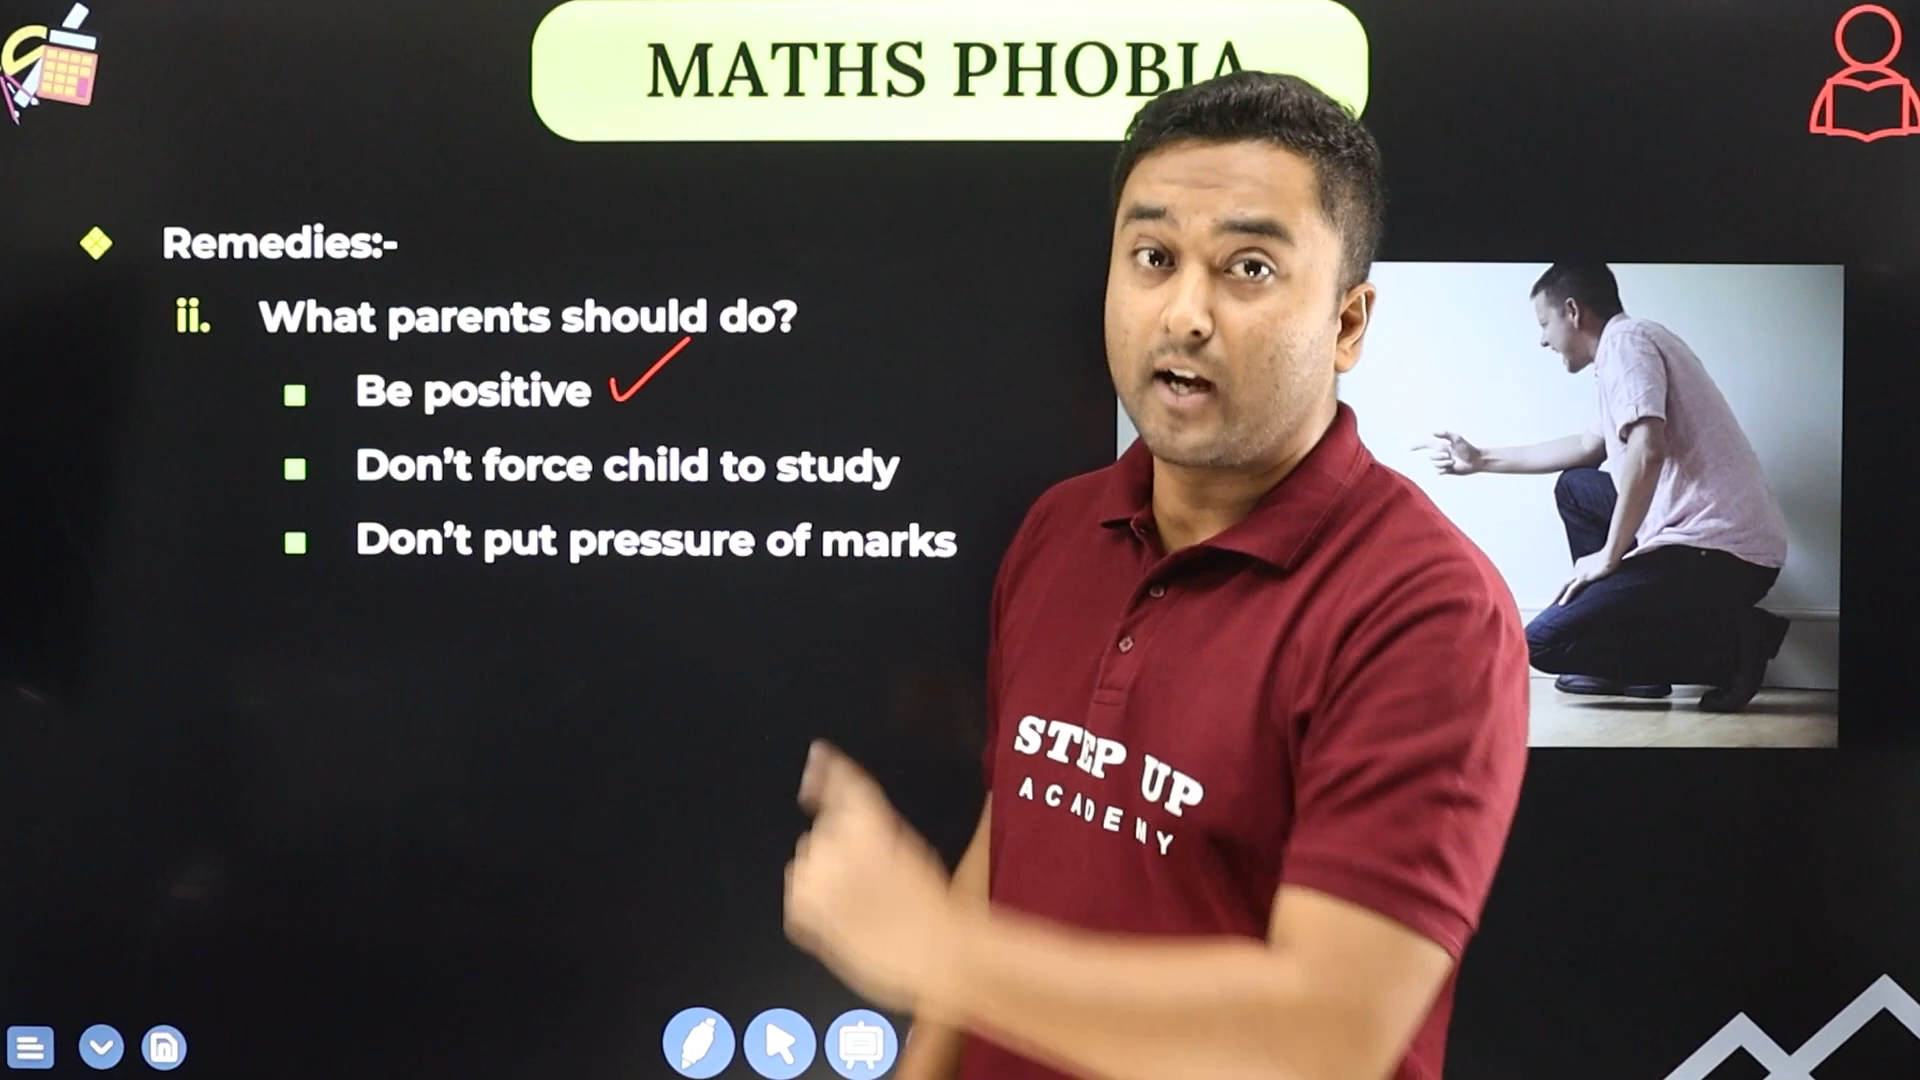 MATHS PHOBIA
Remedies:-
ii. What parents should do?
Be positive
Don't force child to study
Don't put pressure of marks
STEP UP
ACADEMY